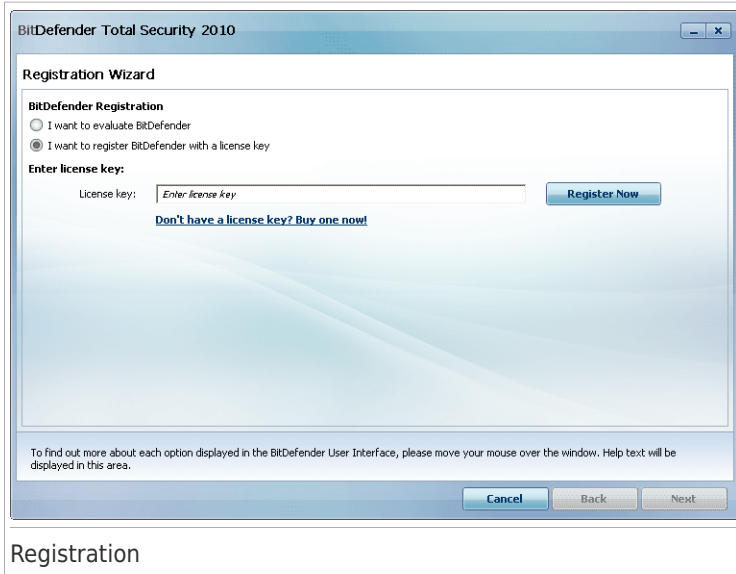 BitDefender Total Security 2010
Registration Wizard
BitDefender Registration
I want to evaluate BitDefender
I want to register BitDefender with a license key
Enter license key:
License key: Enter license key Register Now
Don't have a license key? Buy one now!
To find out more about each option displayed in the BitDefender User Interface, please move your mouse over the window. Help text will be
displayed in this area.
Cancel Back Next
Registration